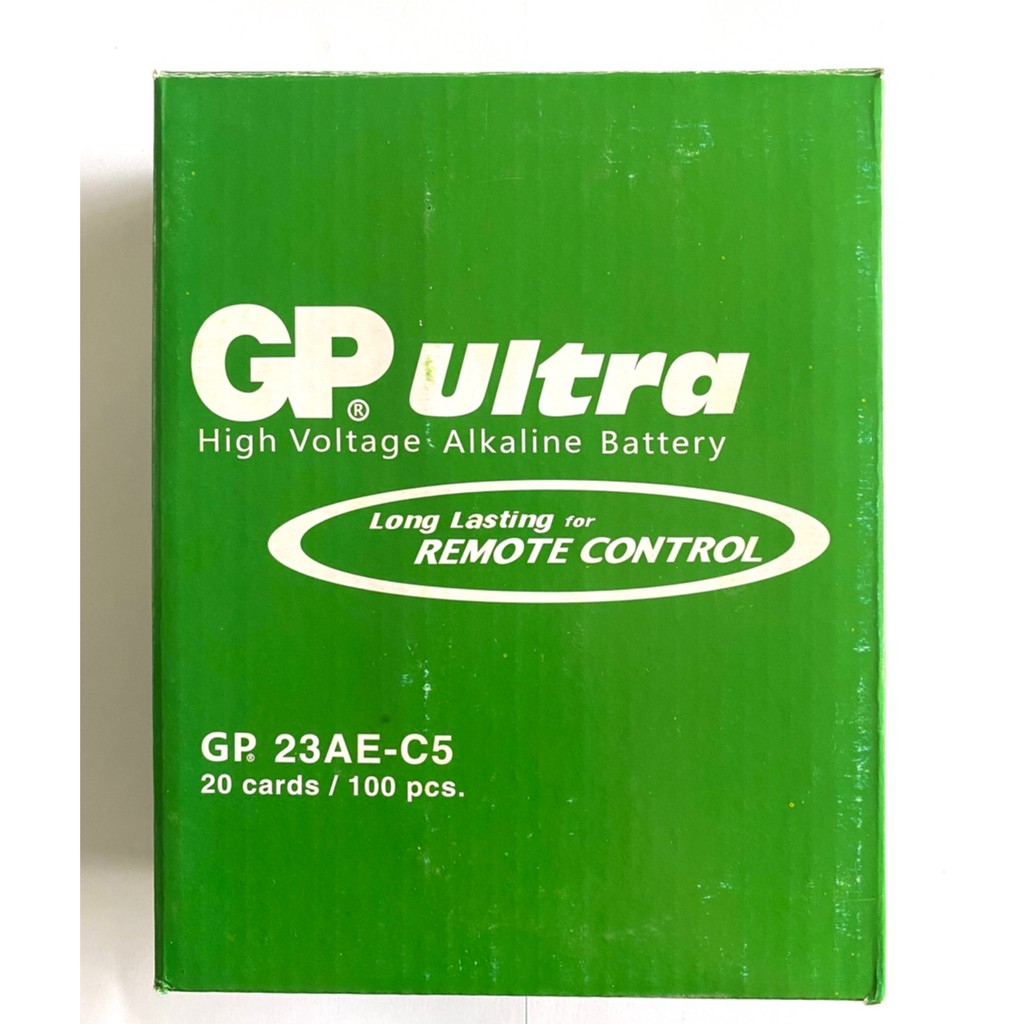 GP® Ultra
High Voltage Alkaline Battery
Long Lasting for
REMOTE CONTROL
GP® 23AE-C5
20 cards / 100 pcs.